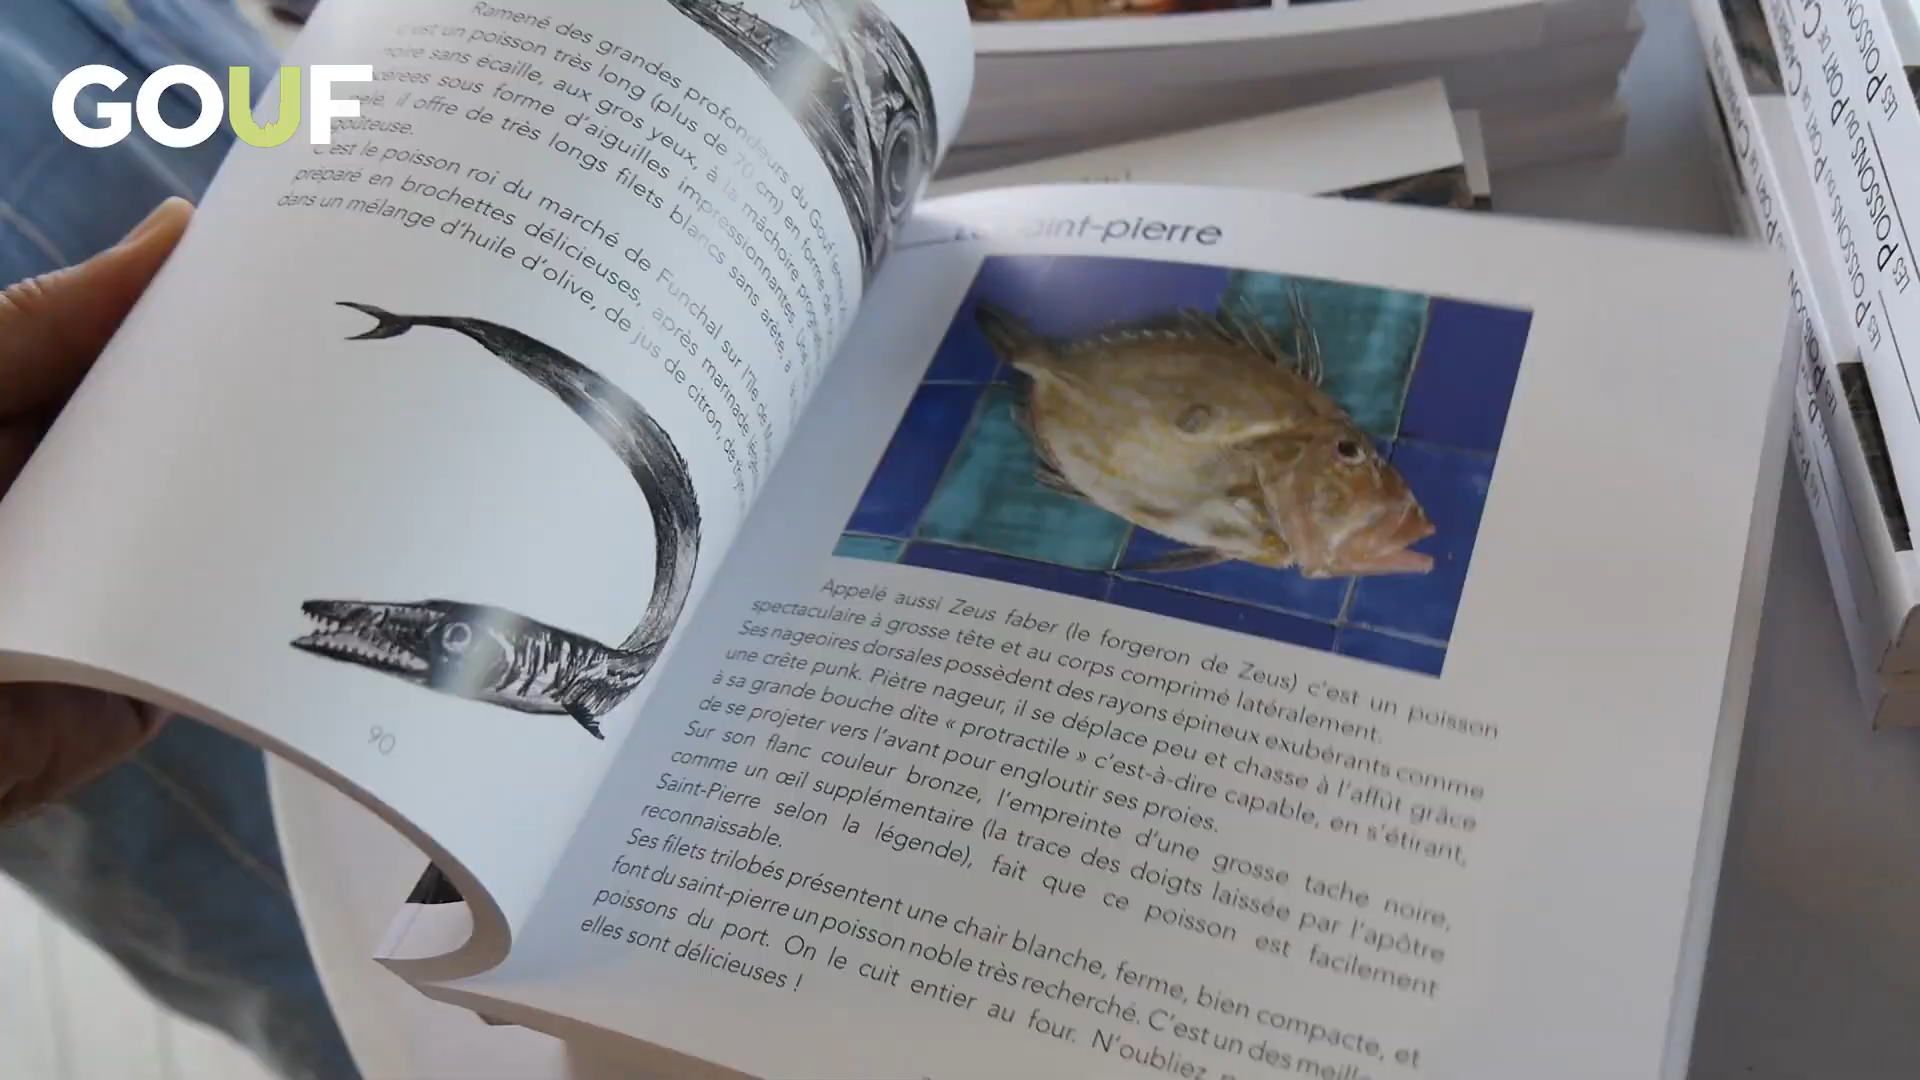 GOUF
Ramené des grandes profondeurs du Gouf
c'est un poisson très long (plus de 70 cm) en forme de
noire sans écaille, aux gros yeux, à la mâchoire
acérées sous forme d'aiguilles impressionnantes.
pelé, il offre de très longs filets blancs sans arête, à
goûteuse.
C'est le poisson roi du marché de Funchal sur l'île de
préparé en brochettes délicieuses, après marinade
dans un mélange d'huile d'olive, de jus de citron, de
90
saint-pierre
Appelé aussi Zeus faber (le forgeron de Zeus) c'est un poisson
spectaculaire à grosse tête et au corps comprimé latéralement.
Ses nageoires dorsales possèdent des rayons épineux exubérants comme
une crête punk. Piètre nageur, il se déplace peu et chasse à l'affût grâce
à sa grande bouche dite « protractile » c'est-à-dire capable, en s'étirant,
de se projeter vers l'avant pour engloutir ses proies.
Sur son flanc couleur bronze, l'empreinte d'une grosse tache noire,
comme un œil supplémentaire (la trace des doigts laissée par l'apôtre
Saint-Pierre selon la légende), fait que ce poisson est facilement
reconnaissable.
Ses filets trilobés présentent une chair blanche, ferme, bien compacte, et
font du saint-pierre un poisson noble très recherché. C'est un des
poissons du port. On le cuit entier au four. N'oubliez
elles sont délicieuses !
LES POISSONS DU PORT DE
LES POISSONS DU PORT DE
LES POISSONS